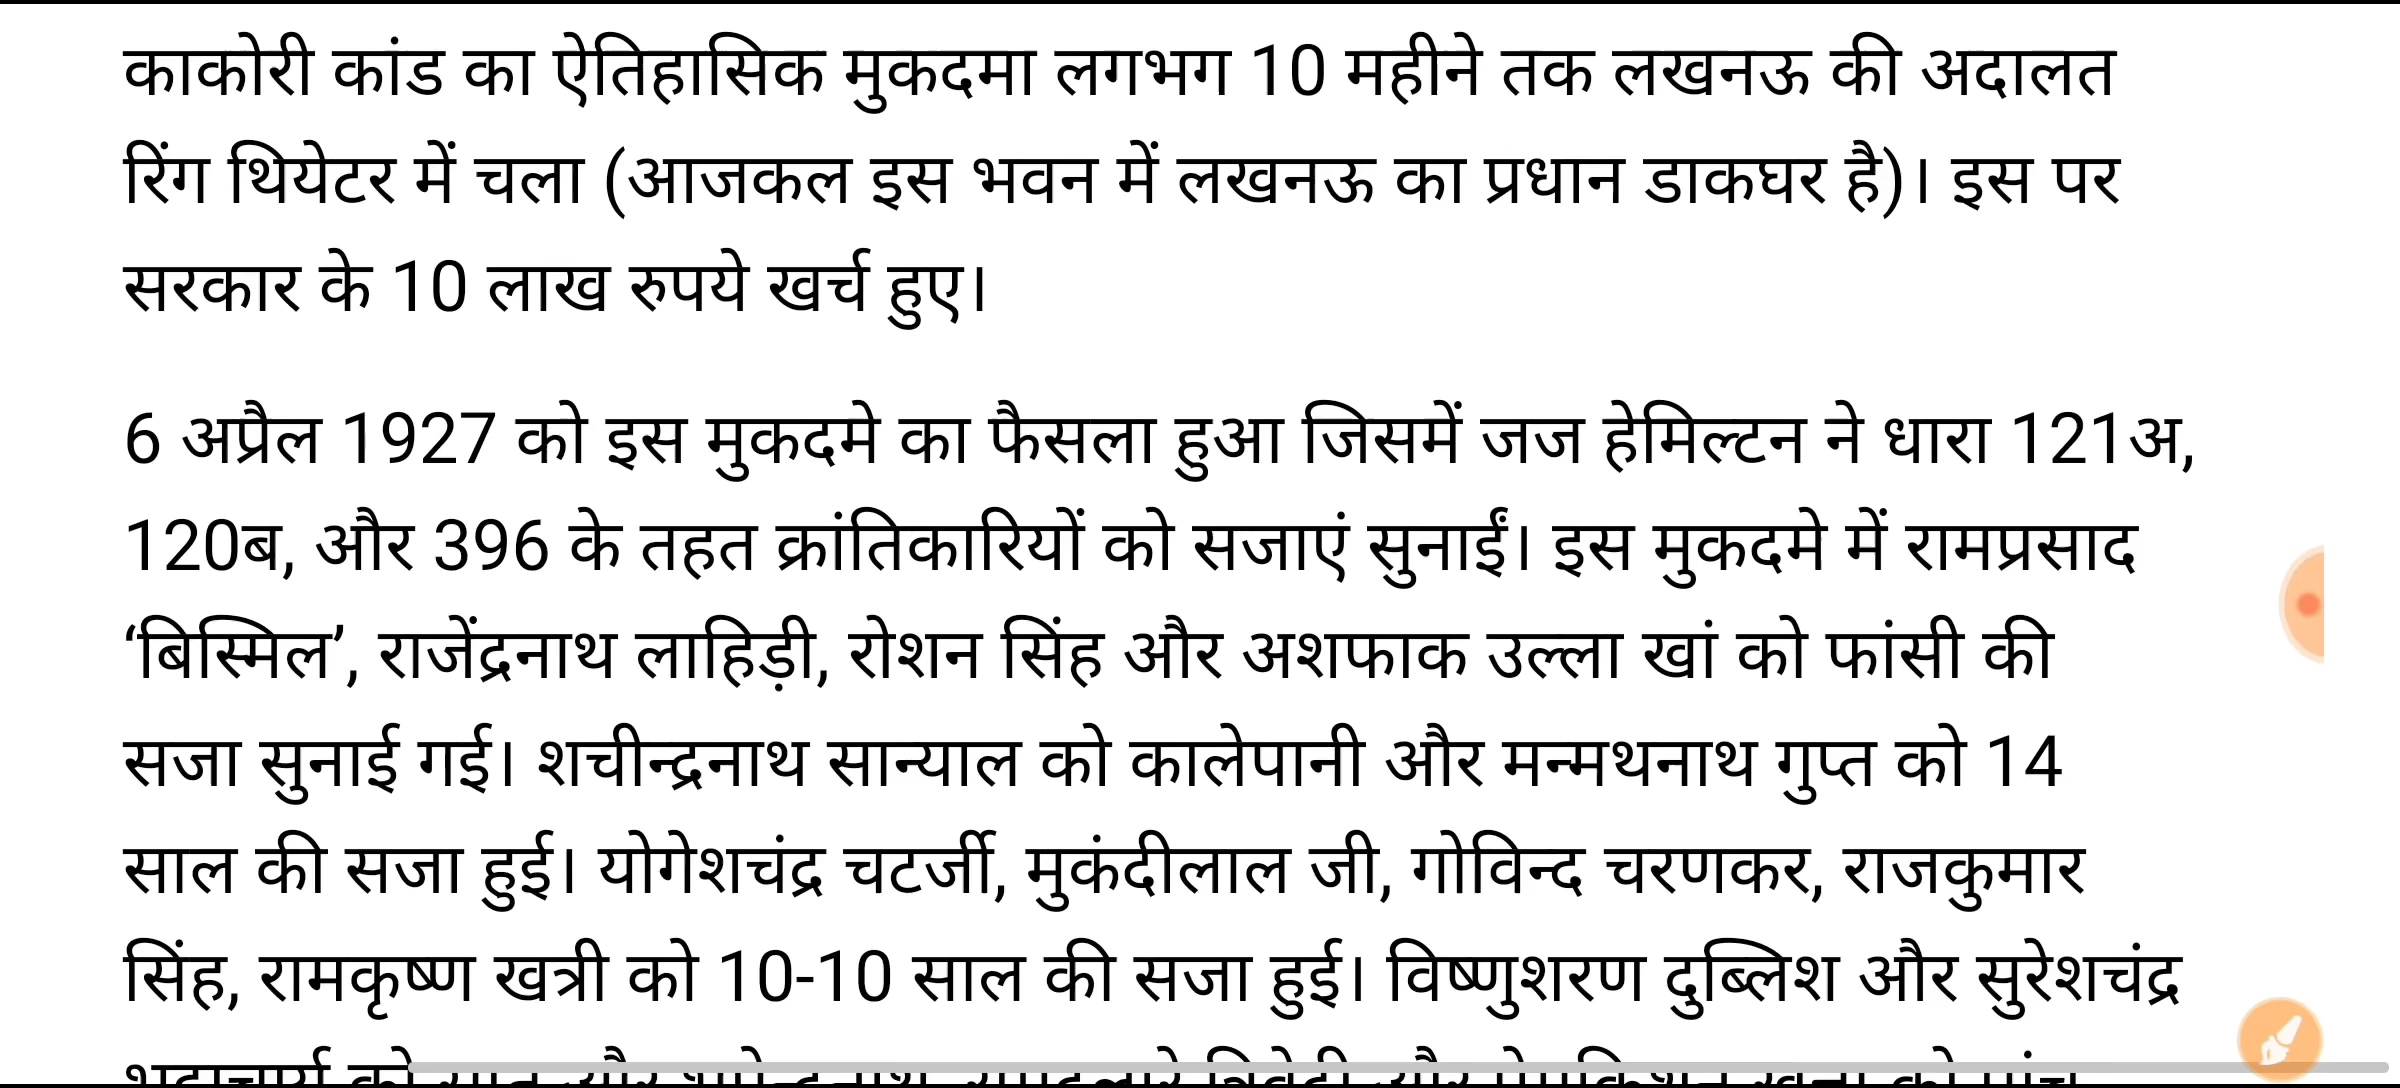 काकोरी कांड का ऐतिहासिक मुकदमा लगभग 10 महीने तक लखनऊ की अदालत
रिंग थियेटर में चला (आजकल इस भवन में लखनऊ का प्रधान डाकघर है)। इस पर
सरकार के 10 लाख रुपये खर्च हुए।
6 अप्रैल 1927 को इस मुकदमे का फैसला हुआ जिसमें जज हेमिल्टन ने धारा 121अ,
120ब, और 396 के तहत क्रांतिकारियों को सजाएं सुनाईं। इस मुकदमे में रामप्रसाद
‘बिस्मिल’, राजेंद्रनाथ लाहिड़ी, रोशन सिंह और अशफाक उल्ला खां को फांसी की
सजा सुनाई गई। शचीन्द्रनाथ सान्याल को कालेपानी और मन्मथनाथ गुप्त को 14
साल की सजा हुई। योगेशचंद्र चटर्जी, मुकंदीलाल जी, गोविन्द चरणकर, राजकुमार
सिंह, रामकृष्ण खत्री को 10-10 साल की सजा हुई। विष्णुशरण दुब्लिश और सुरेशचंद्र